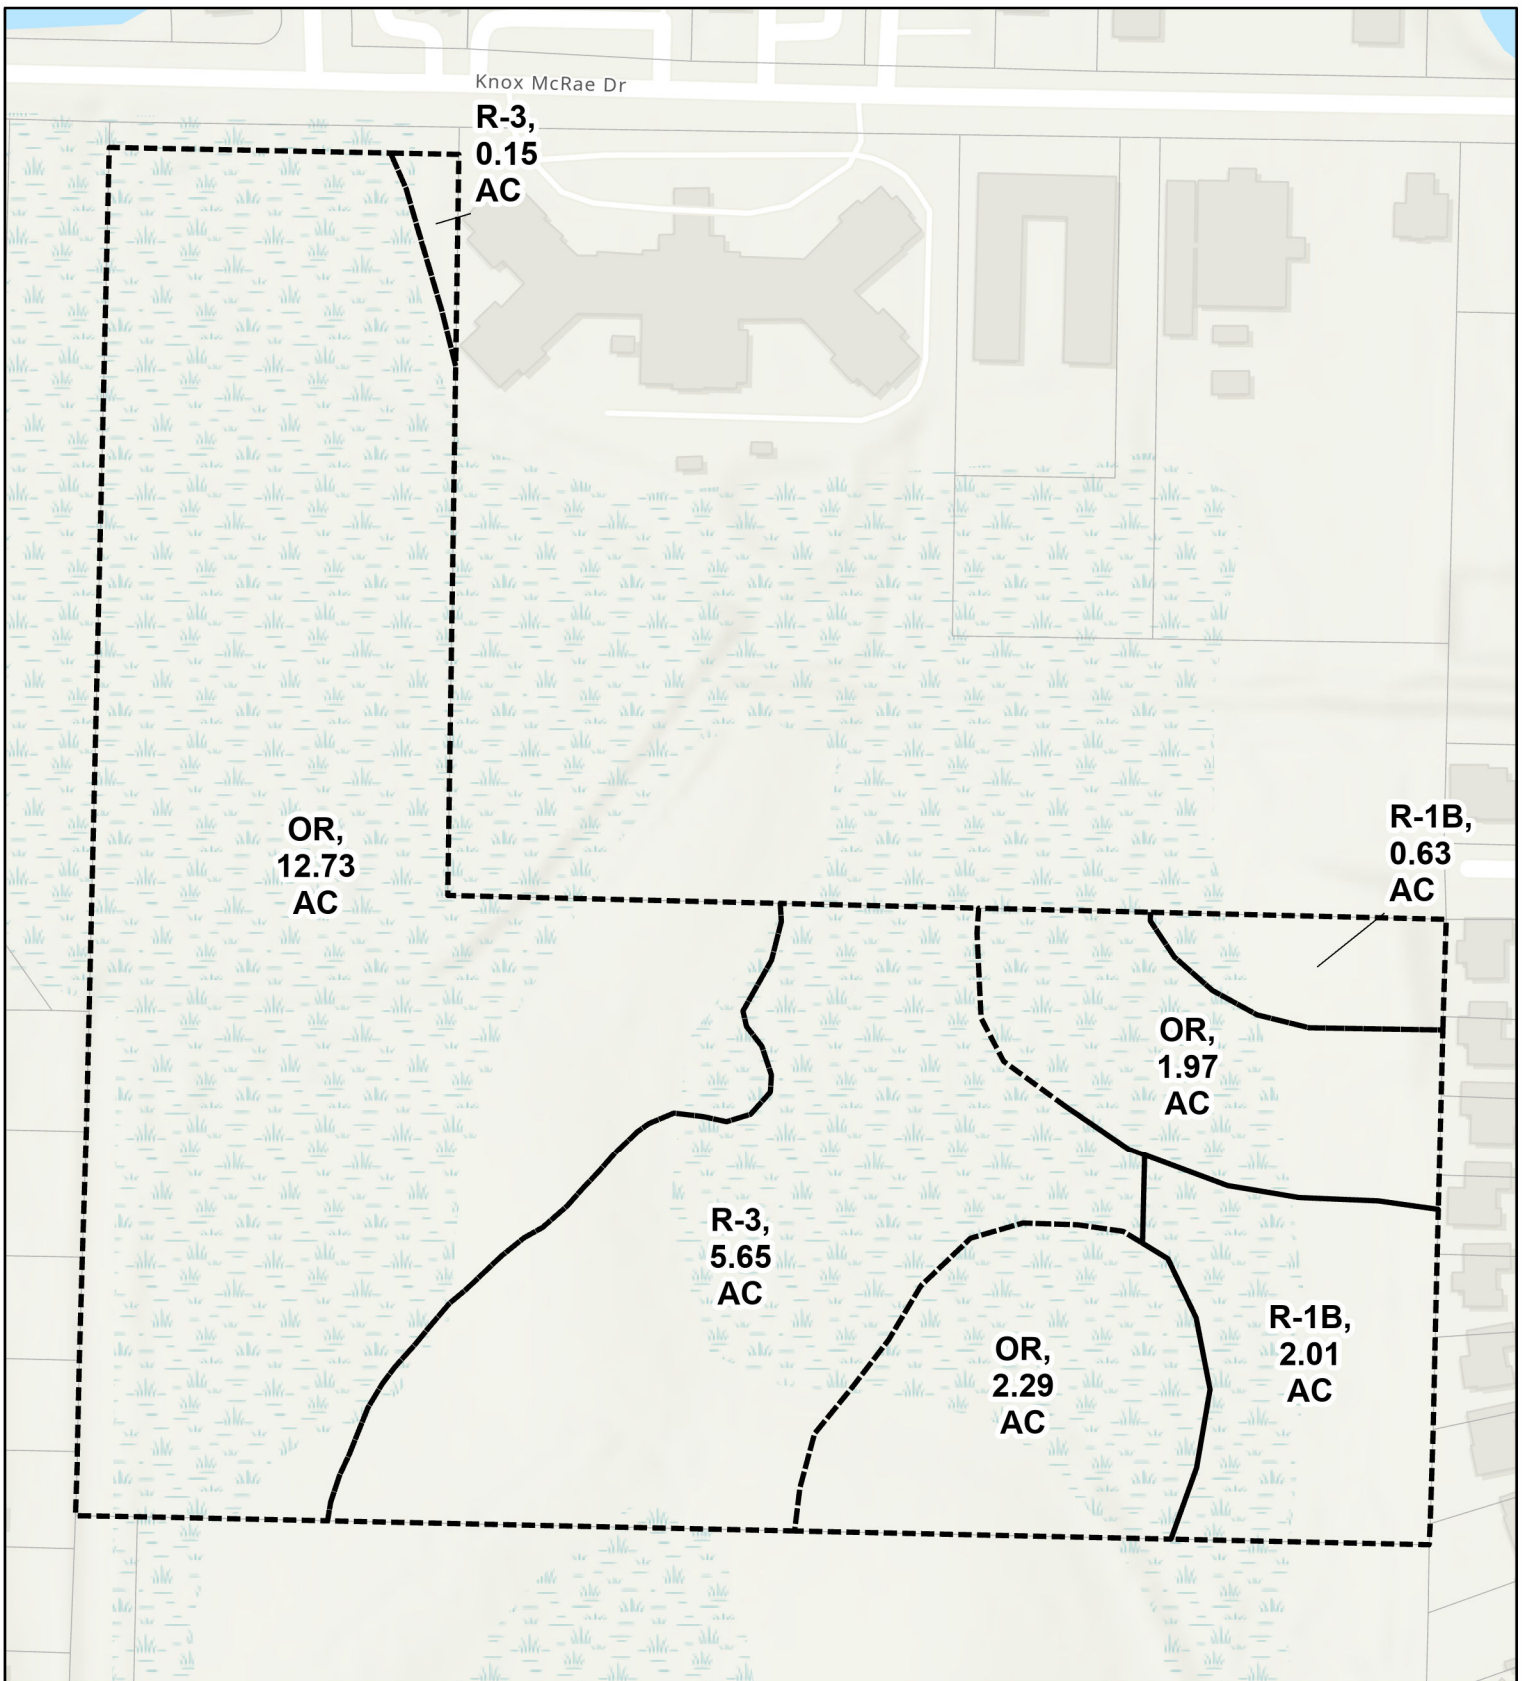 Knox McRae Dr
R-3,
0.15
AC
OR,
12.73
AC
R-1B,
0.63
AC
OR,
1.97
AC
R-3,
5.65
AC
OR,
2.29
AC
R-1B,
2.01
AC